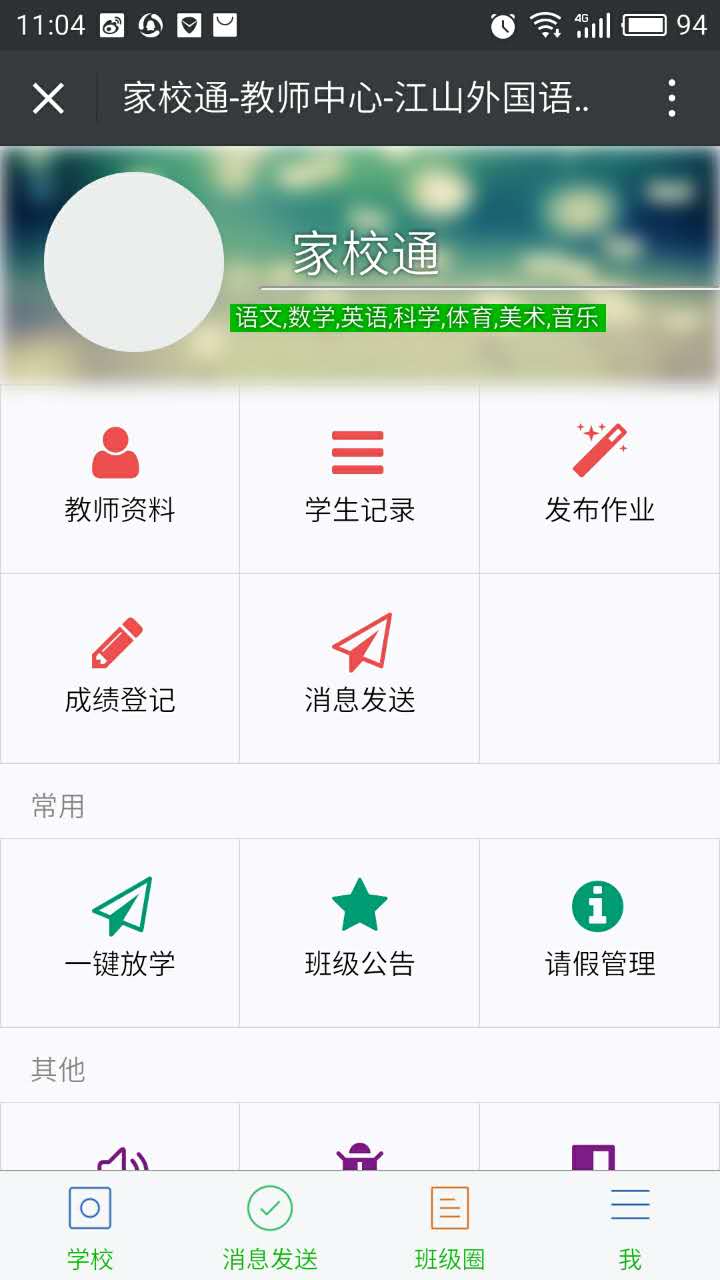 11:04 4G 94
家校通-教师中心-江山外国语..
家校通
语文,数学,英语,科学,体育,美术,音乐
教师资料 学生记录 发布作业
成绩登记 消息发送
常用
一键放学 班级公告 请假管理
其他
学校 消息发送 班级圈 我